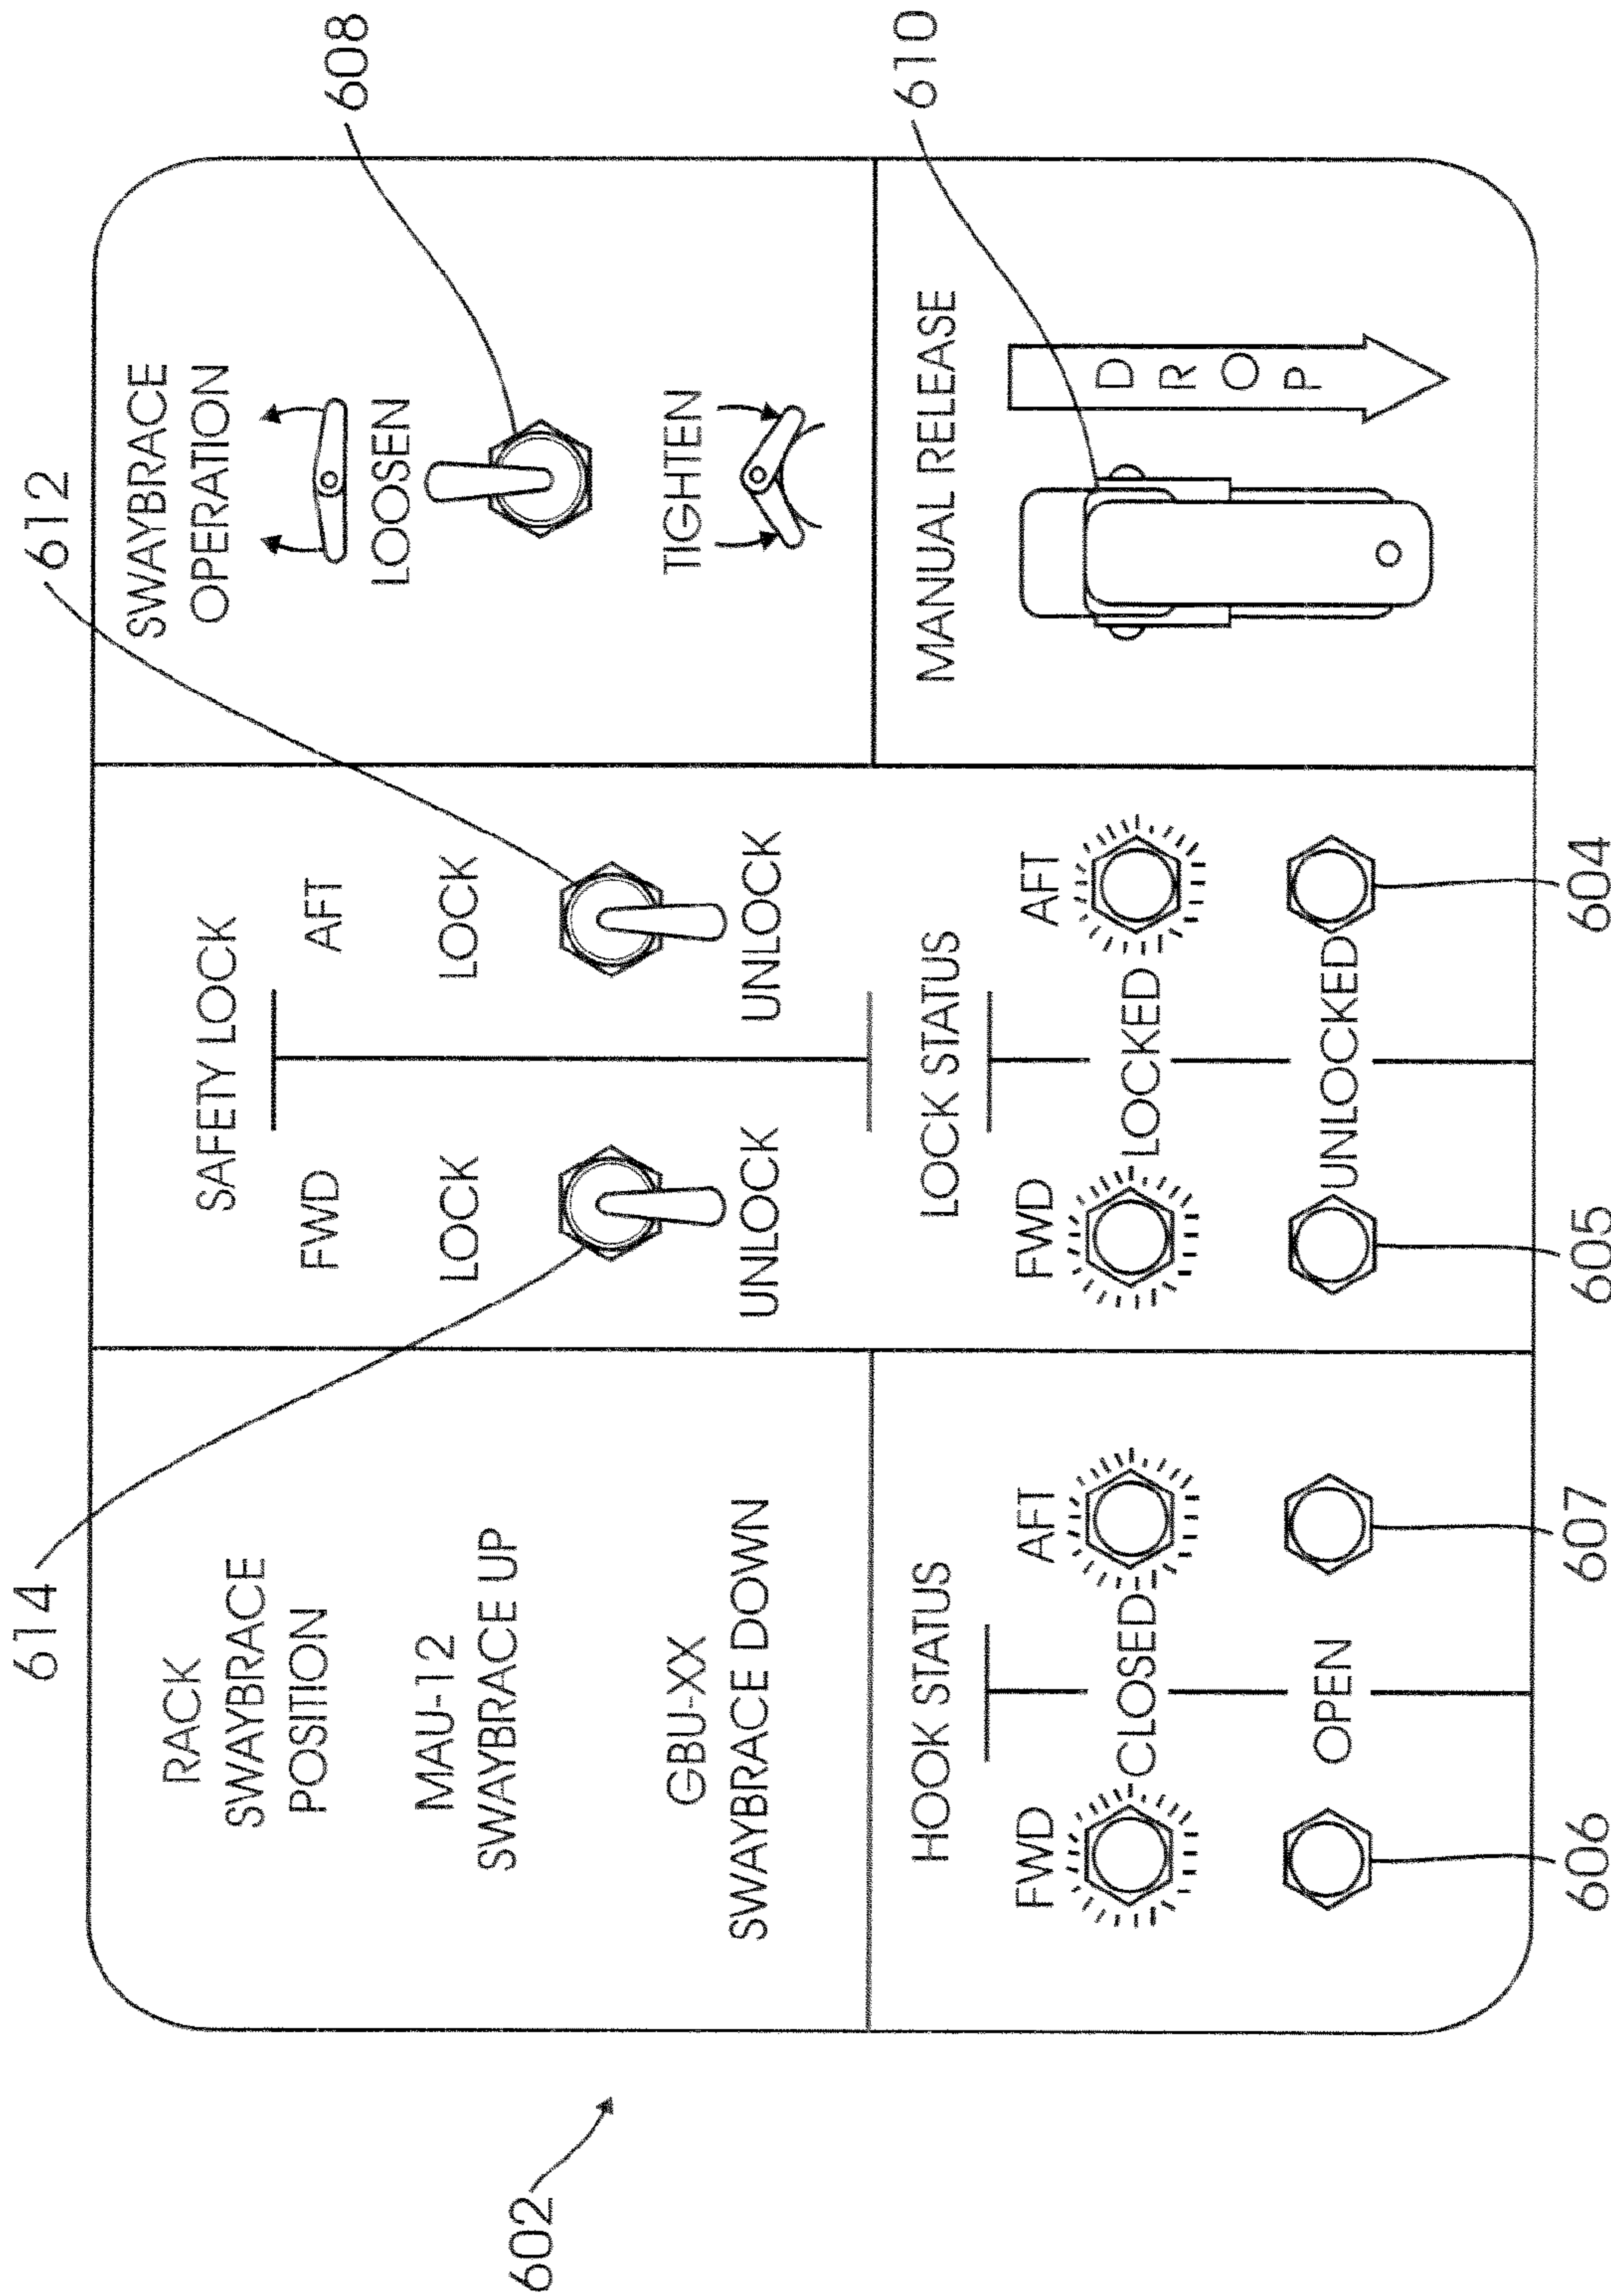 602
614
612
608
610
RACK
SWAYBRACE
POSITION
MAU-12
SWAYBRACE UP
GBU-XX
SWAYBRACE DOWN
SAFETY LOCK
FWD
AFT
LOCK
LOCK
UNLOCK
UNLOCK
SWAYBRACE
OPERATION
LOOSEN
TIGHTEN
HOOK STATUS
FWD
AFT
CLOSED
OPEN
LOCK STATUS
FWD
AFT
LOCKED
UNLOCKED
MANUAL RELEASE
DROP
606
607
605
604